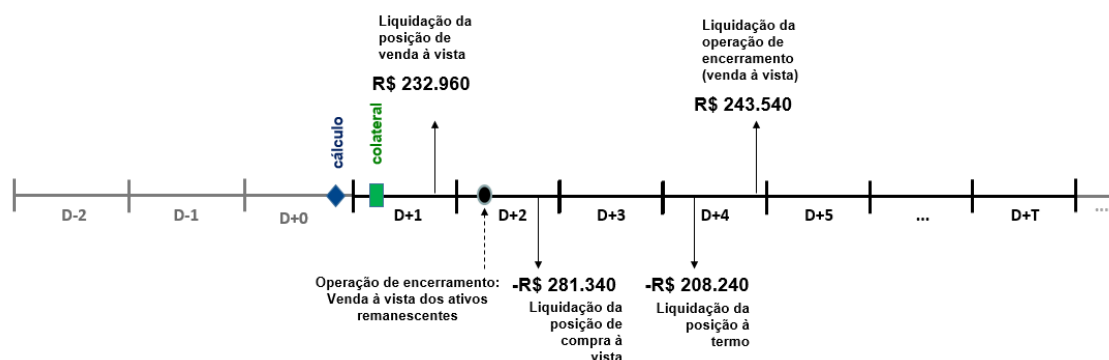 Liquidação da
posição de
venda à vista
R$ 232.960
Liquidação da
operação de
encerramento
(venda à vista)
R$ 243.540
cálculo
colateral
D-2
D-1
D+0
D+1
D+2
D+3
D+4
D+5
...
D+T
...
Operação de encerramento:
Venda à vista dos ativos
remanescentes
-R$ 281.340
Liquidação da
posição de
compra à
vista
-R$ 208.240
Liquidação da
posição à
termo